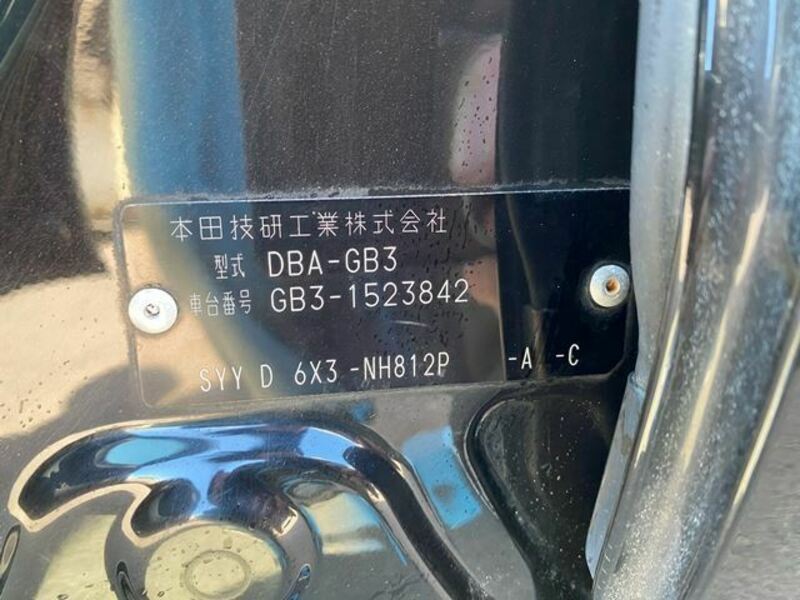 本田技研工業株式会社
型式 DBA-GB3
車台番号 GB3-1523842
SYY D 6X3 -NH812P -A -C